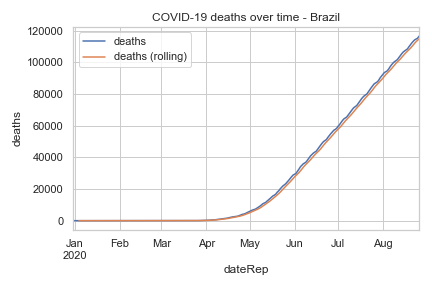 COVID-19 deaths over time - Brazil
deaths
deaths (rolling)
120000
100000
80000
60000
40000
20000
0
deaths
Jan Feb Mar Apr May Jun Jul Aug
2020
dateRep